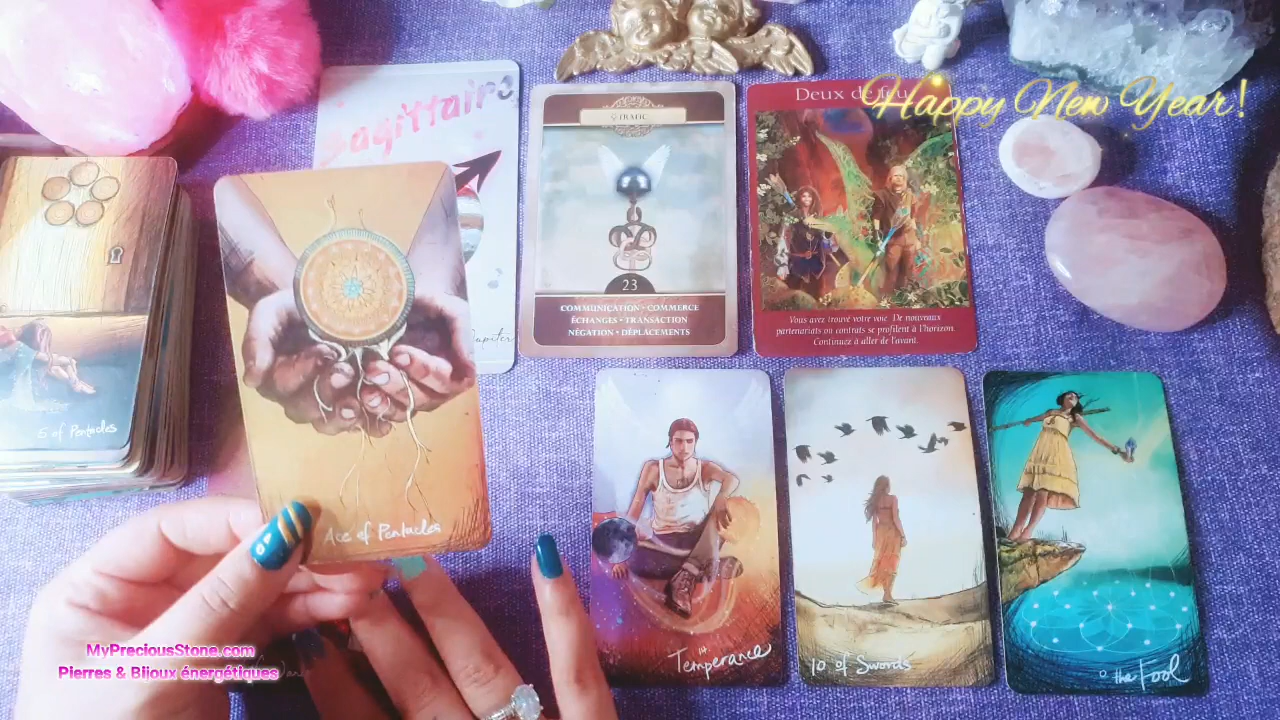 Happy New Year!
Sagittaire
Jupiter
23
COMMUNICATION • COMMERCE
ÉCHANGES • TRANSACTION
NÉGATION • DÉPLACEMENTS
Deux de feu
Vous avez trouvé votre voie. De nouveaux
partenariats ou contrats se profilent à l'horizon.
Continuez à aller de l'avant.
5 of Pentacles
Ace of Pentacles
14
Temperance
10 of Swords
0 the Fool
MyPreciousStone.com
Pierres & Bijoux énergétiques